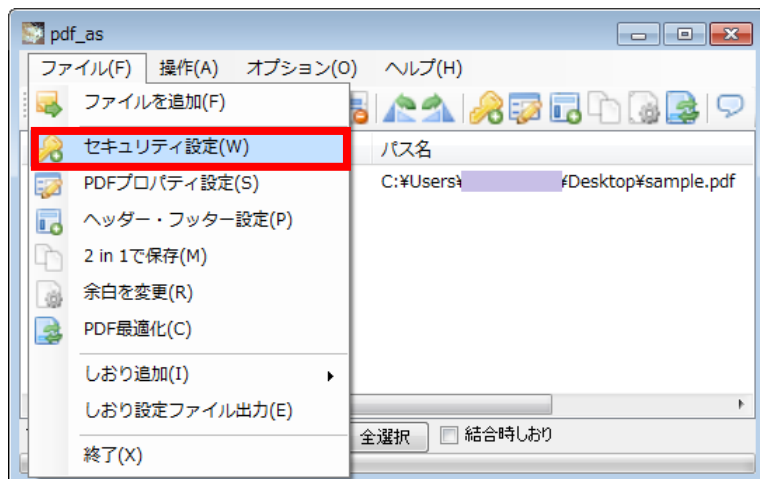 pdf_as
ファイル(F) 操作(A) オプション(O) ヘルプ(H)
ファイルを追加(F)
セキュリティ設定(W)
パス名
PDFプロパティ設定(S)
C:¥Users¥ ¥Desktop¥sample.pdf
ヘッダー・フッター設定(P)
2 in 1で保存(M)
余白を変更(R)
PDF最適化(C)
しおり追加(I)
しおり設定ファイル出力(E)
全選択 結合時しおり
終了(X)